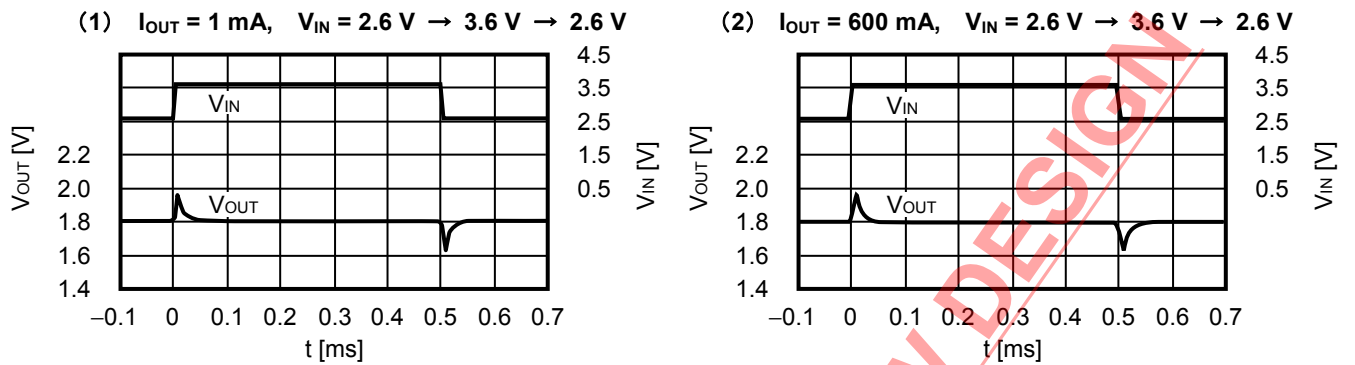 (1) IOUT = 1 mA, VIN = 2.6 V → 3.6 V → 2.6 V
VOUT [V]
2.2
2.0
1.8
1.6
1.4
VIN
VOUT
4.5
3.5
2.5
1.5
0.5
VIN [V]
−0.1 0 0.1 0.2 0.3 0.4 0.5 0.6 0.7
t [ms]
(2) IOUT = 600 mA, VIN = 2.6 V → 3.6 V → 2.6 V
VOUT [V]
2.2
2.0
1.8
1.6
1.4
VIN
VOUT
4.5
3.5
2.5
1.5
0.5
VIN [V]
−0.1 0 0.1 0.2 0.3 0.4 0.5 0.6 0.7
t [ms]
DESIGN